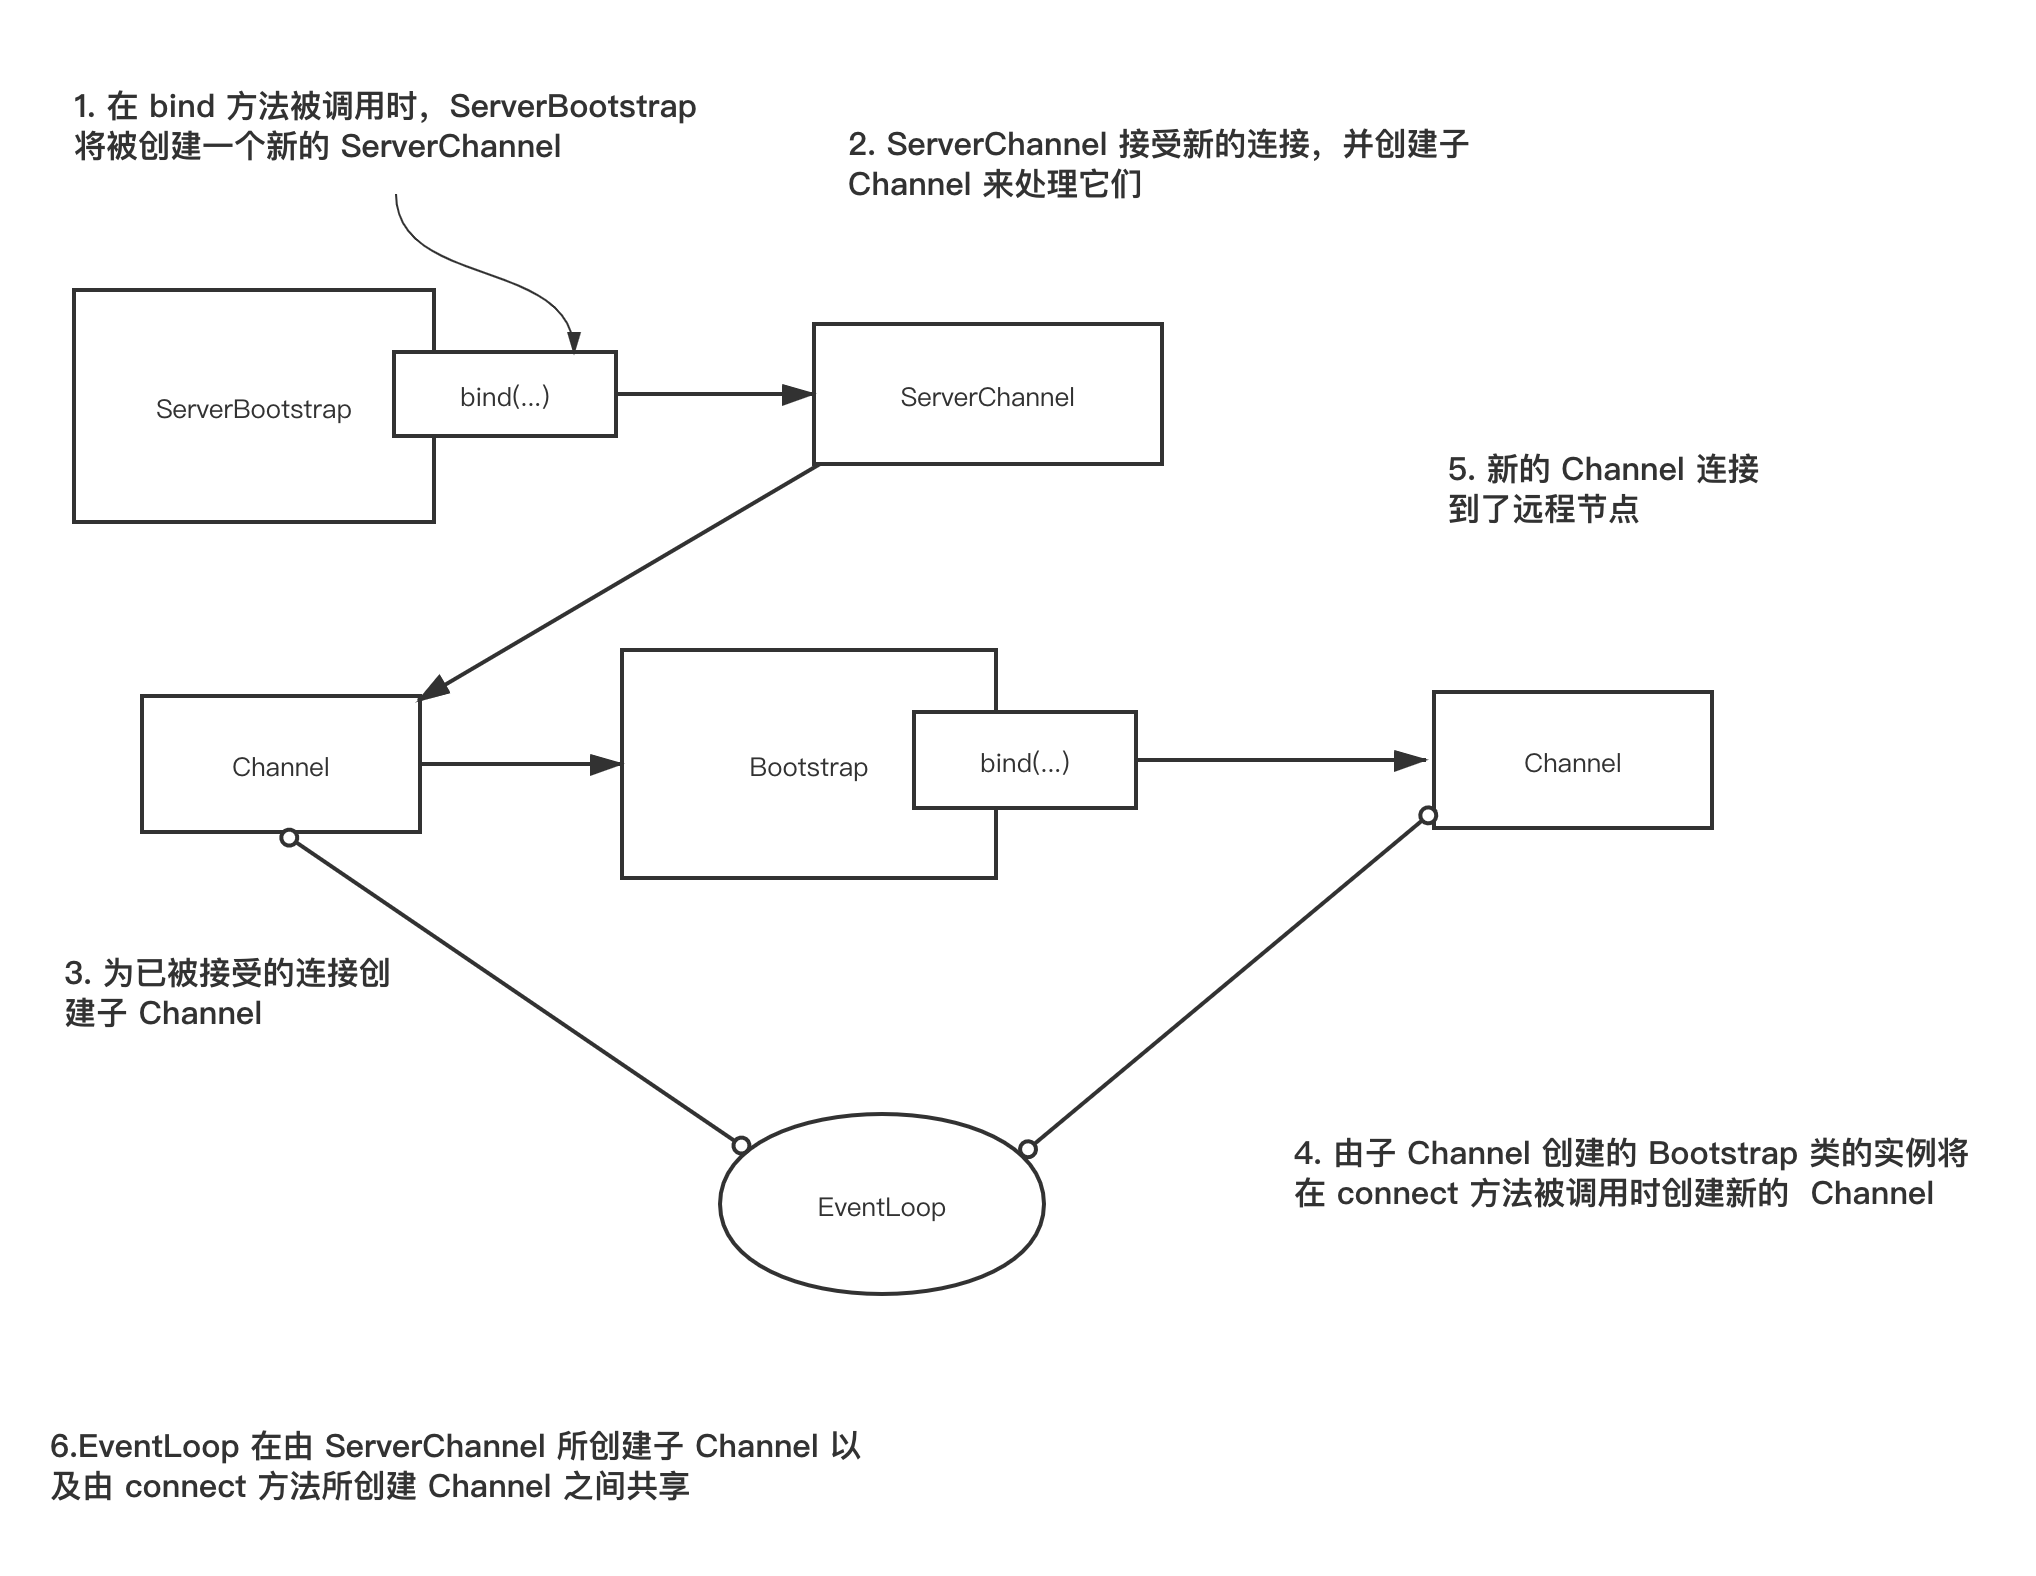 1. 在 bind 方法被调用时，ServerBootstrap
将被创建一个新的 ServerChannel
2. ServerChannel 接受新的连接，并创建子
Channel 来处理它们
ServerBootstrap
bind(...)
ServerChannel
5. 新的 Channel 连接
到了远程节点
Channel
Bootstrap
bind(...)
Channel
3. 为已被接受的连接创
建子 Channel
4. 由子 Channel 创建的 Bootstrap 类的实例将
在 connect 方法被调用时创建新的  Channel
EventLoop
6.EventLoop 在由 ServerChannel 所创建子 Channel 以
及由 connect 方法所创建 Channel 之间共享